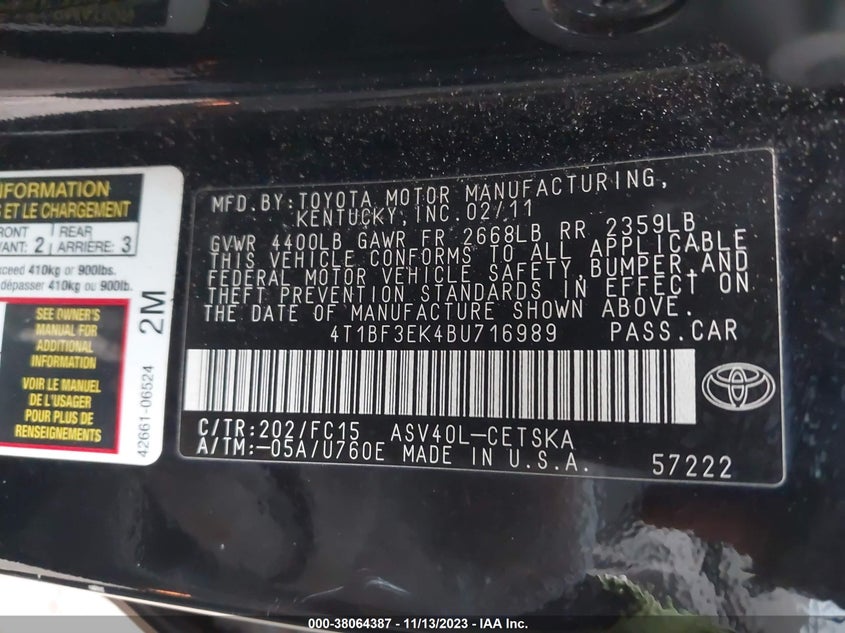 INFORMATION
S ET LE CHARGEMENT
FRONT
REAR
2
ARRIÈRE: 3
exceed 410kg or 900lbs.
dépasser 410kg ou 900lb.
SEE OWNER'S
MANUAL FOR
ADDITIONAL
INFORMATION
VOIR LE MANUEL
DE L'USAGER
POUR PLUS DE
RENSEIGNEMENTS
2M
42661-06524
MFD.BY:TOYOTA MOTOR MANUFACTURING,
KENTUCKY,INC.02/11
GVWR 4400LB GAWR FR 2668LB RR 2359LB
THIS VEHICLE CONFORMS TO ALL APPLICABLE
FEDERAL MOTOR VEHICLE SAFETY,BUMPER,AND
THEFT PREVENTION STANDARDS IN EFFECT ON
THE DATE OF MANUFACTURE SHOWN ABOVE.
4T1BF3EK4BU716989 PASS.CAR
C/TR:202/FC15 ASV40L-CETSKA
A/TM:-05A/U760E MADE IN U.S.A. 57222
000-38064387 - 11/13/2023 - IAA Inc.